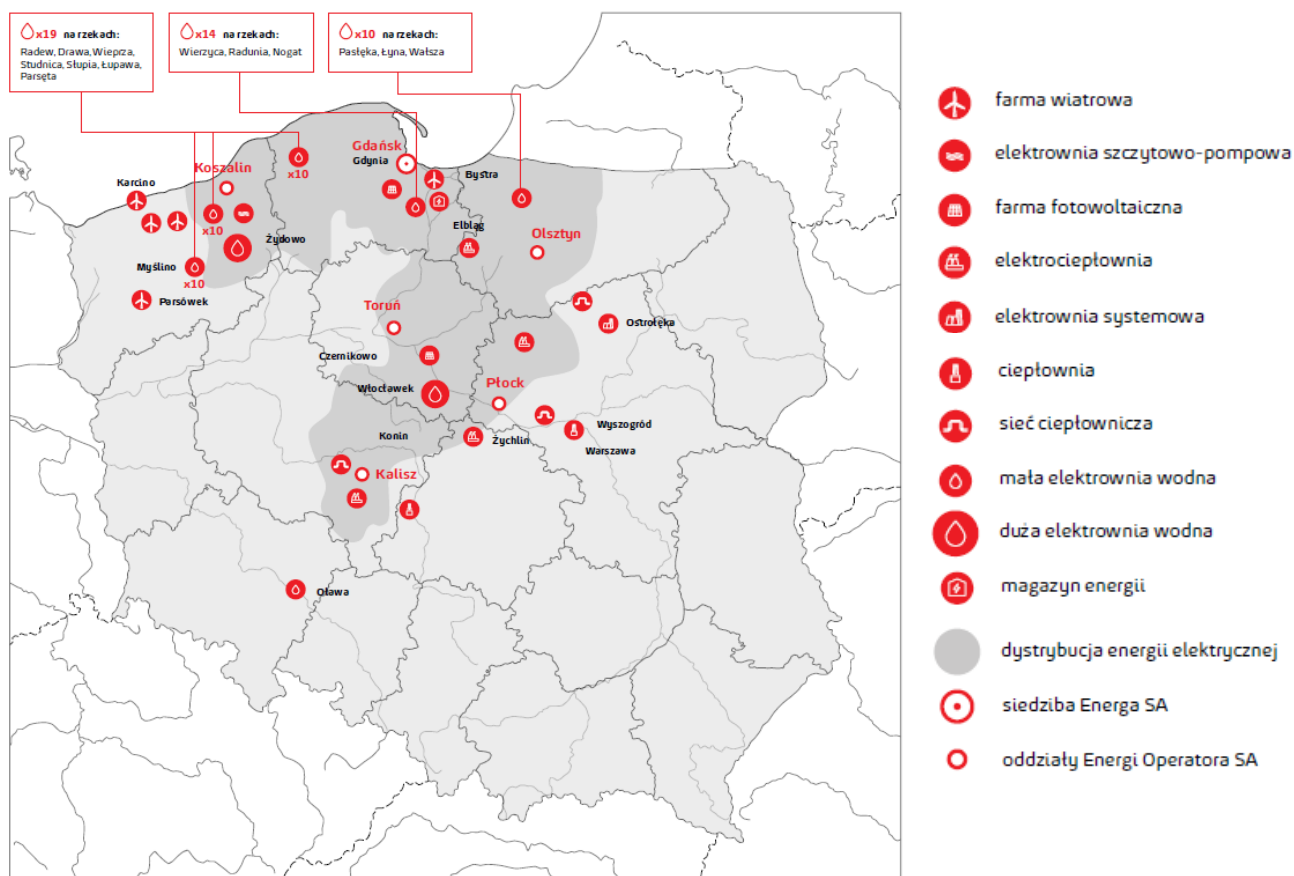 x19 na rzekach:
Radew, Drawa, Wieprza,
Studnica, Słupia, Łupawa,
Parsęta
x14 na rzekach:
Wierzyca, Radunia, Nogat
x10 na rzekach:
Pasłęka, Łyna, Wałsza
Gdańsk
Gdynia
Koszalin
x10
Bystra
Karcino
x10
Elbląg
Olsztyn
Żydowo
Myślino
x10
Parsówek
Toruń
Ostrołęka
Czernikowo
Włocławek
Płock
Wyszogród
Konin
Żychlin
Warszawa
Kalisz
Oława
farma wiatrowa
elektrownia szczytowo-pompowa
farma fotowoltaiczna
elektrociepłownia
elektrownia systemowa
ciepłownia
sieć ciepłownicza
mała elektrownia wodna
duża elektrownia wodna
magazyn energii
dystrybucja energii elektrycznej
siedziba Energa SA
oddziały Energi Operatora SA